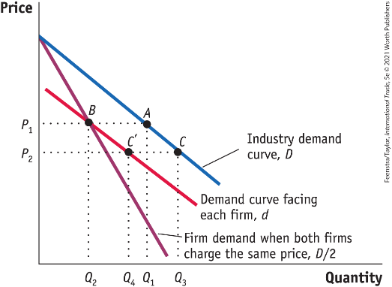 Price
Feenstra/Taylor, International Trade, 5e © 2021 Worth Publishers
B
A
P₁
C′
C
P₂
Industry demand
curve, D
Demand curve facing
each firm, d
Firm demand when both firms
charge the same price, D/2
Q₂
Q₄
Q₁
Q₃
Quantity